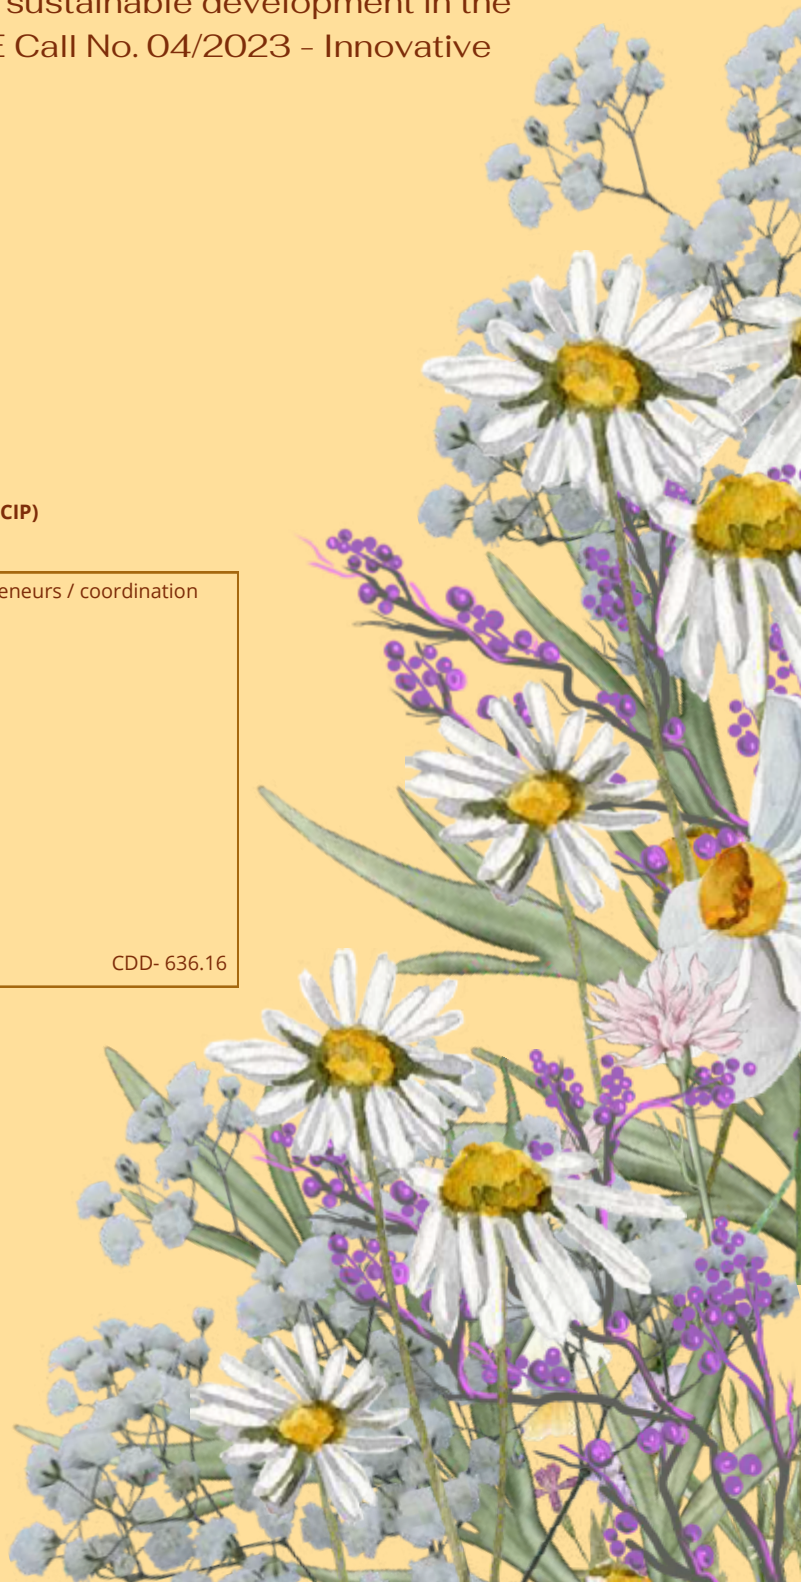 sustainable development in the
E Call No. 04/2023 - Innovative
CIP)
eneurs / coordination
CDD- 636.16